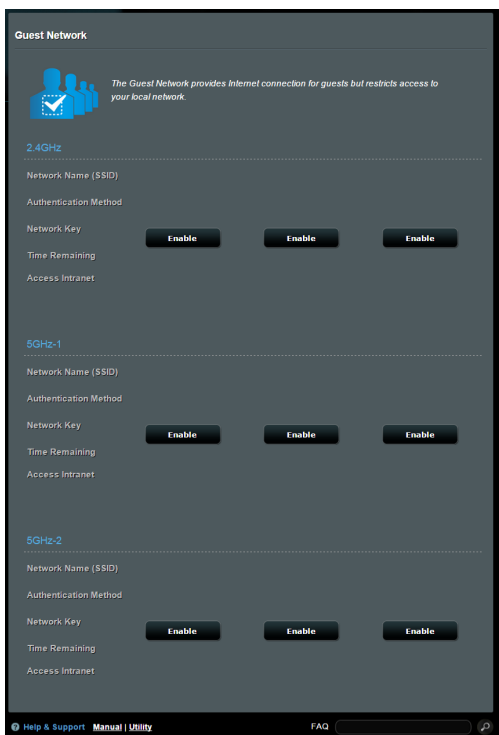 Guest Network
The Guest Network provides Internet connection for guests but restricts access to
your local network.
2.4GHz
Network Name (SSID)
Authentication Method
Network Key
Enable Enable Enable
Time Remaining
Access Intranet
5GHz-1
Network Name (SSID)
Authentication Method
Network Key
Enable Enable Enable
Time Remaining
Access Intranet
5GHz-2
Network Name (SSID)
Authentication Method
Network Key
Enable Enable Enable
Time Remaining
Access Intranet
? Help & Support Manual | Utility FAQ